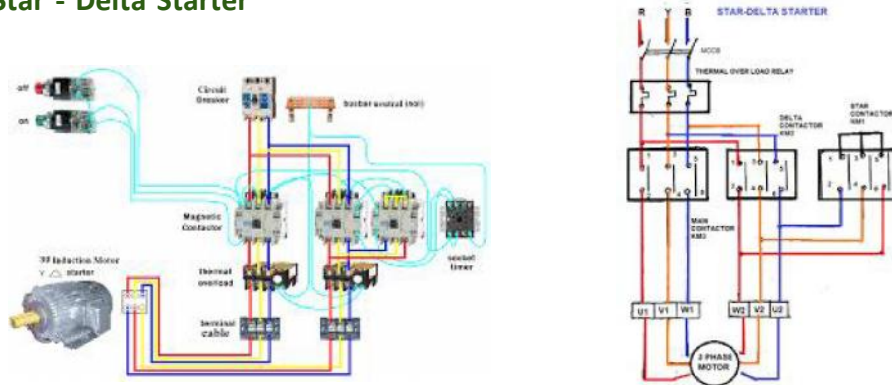 Star - Delta Starter
off
on
Circuit
Breaker
busbar neutral (nol)
Magnetic
Contactor
3φ Induction Motor
Y △ starter
thermal
overload
socket
timer
terminal
cable
R Y B
STAR-DELTA STARTER
MCCB
THERMAL OVER LOAD RELAY
DELTA
CONTACTOR
KM2
STAR
CONTACTOR
KM1
MAIN
CONTACTOR
KM3
U1 V1 W1
W2 V2 U2
3 PHASE
MOTOR